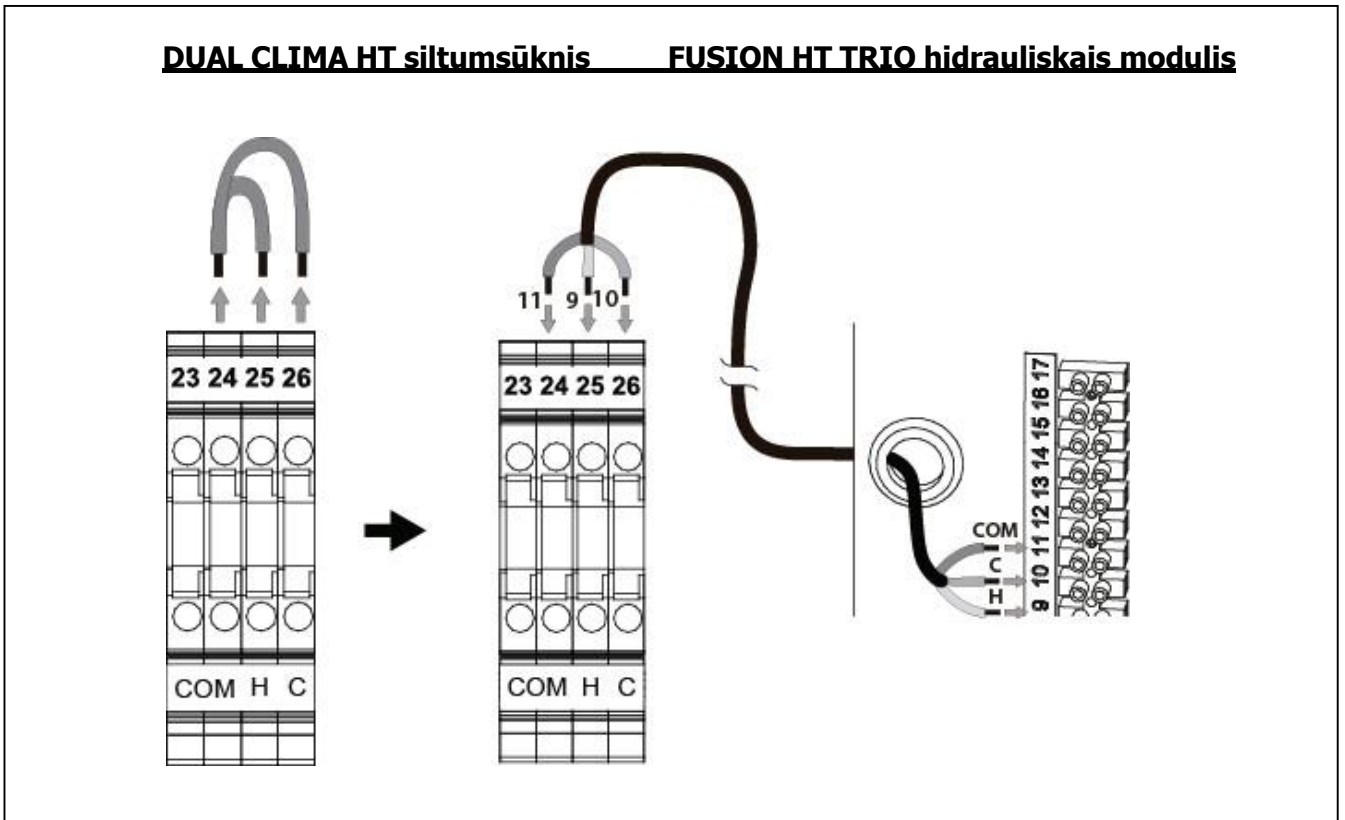 DUAL CLIMA HT siltumsūknis FUSION HT TRIO hidrauliskais modulis
11 9 10
23 24 25 26
COM H C
23 24 25 26
COM H C
COM
C
H
17
16
15
14
13
12
11
10
9